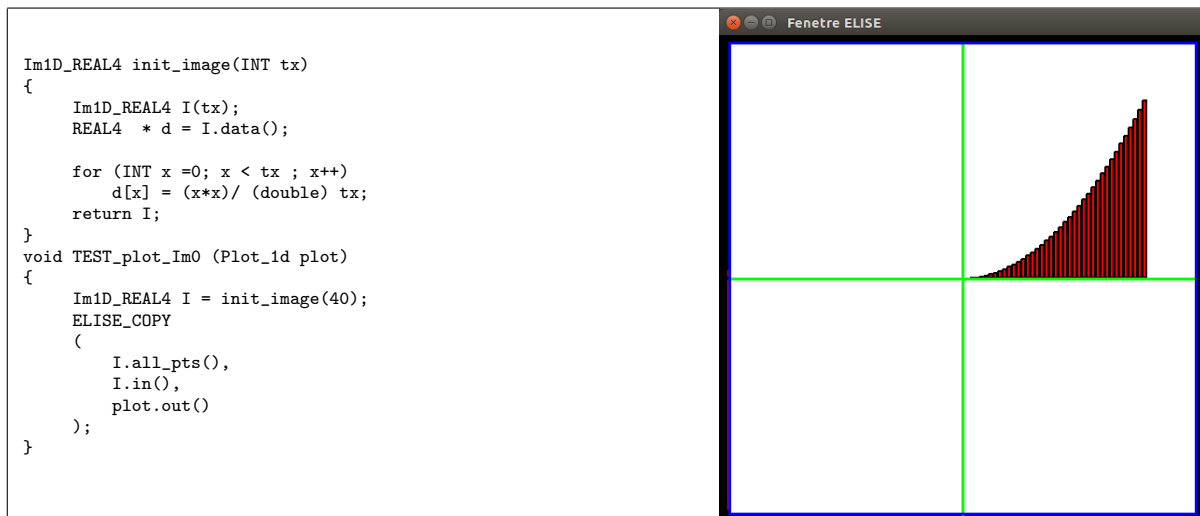 Im1D_REAL4 init_image(INT tx)
{
     Im1D_REAL4 I(tx);
     REAL4  * d = I.data();

     for (INT x =0; x < tx ; x++)
         d[x] = (x*x)/ (double) tx;
     return I;
}
void TEST_plot_Im0 (Plot_1d plot)
{
     Im1D_REAL4 I = init_image(40);
     ELISE_COPY
     (
         I.all_pts(),
         I.in(),
         plot.out()
     );
}
Fenetre ELISE